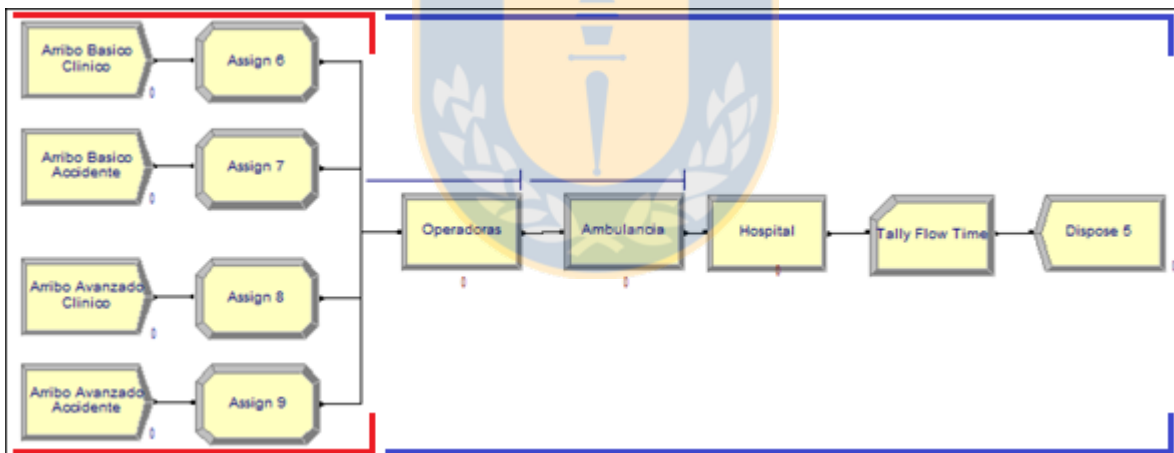 Arribo Basico
Clinico
Assign 6
0
Arribo Basico
Accidente
Assign 7
0
Operadoras
Ambulancia
Hospital
Tally Flow Time
Dispose 5
0
0
0
0
Arribo Avanzado
Clinico
Assign 8
0
Arribo Avanzado
Accidente
Assign 9
0